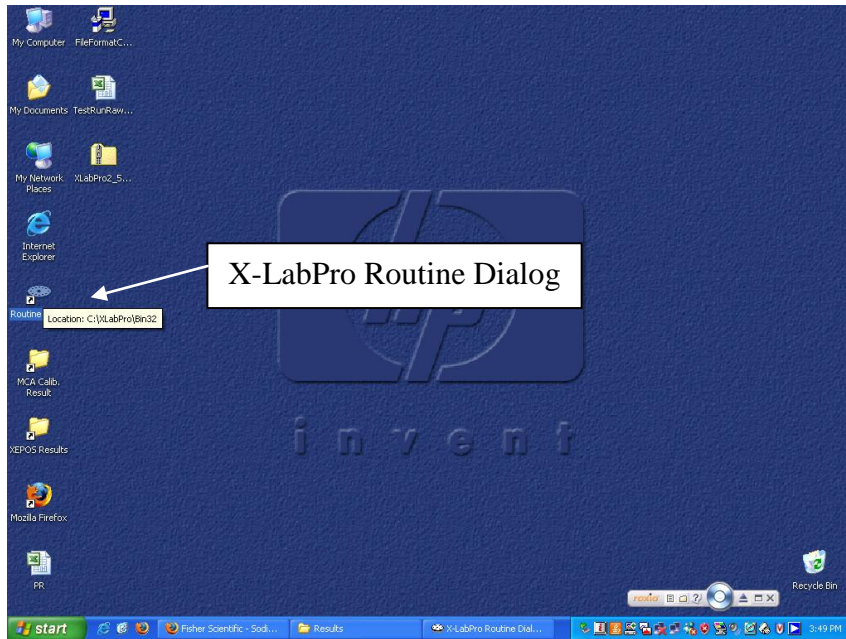 My Computer
FileFormatC...
My Documents
TestRunRaw...
My Network
Places
XLabPro2_5...
Internet
Explorer
X-LabPro Routine Dialog
Routine
Location: C:\XLabPro\Bin32
MCA Calib.
Result
XEPOS Results
Mozilla Firefox
PR
hp
invent
Recycle Bin
roxio
start
Fisher Scientific - Sodi...
Results
X-LabPro Routine Dial...
3:49 PM